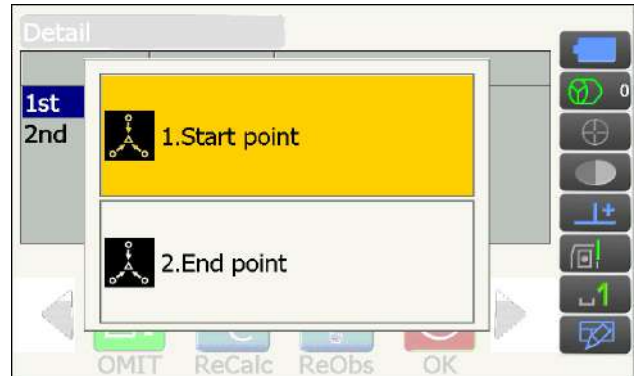 Detail
1st
2nd
1.Start point
2.End point
OMIT ReCalc ReObs OK
0
1